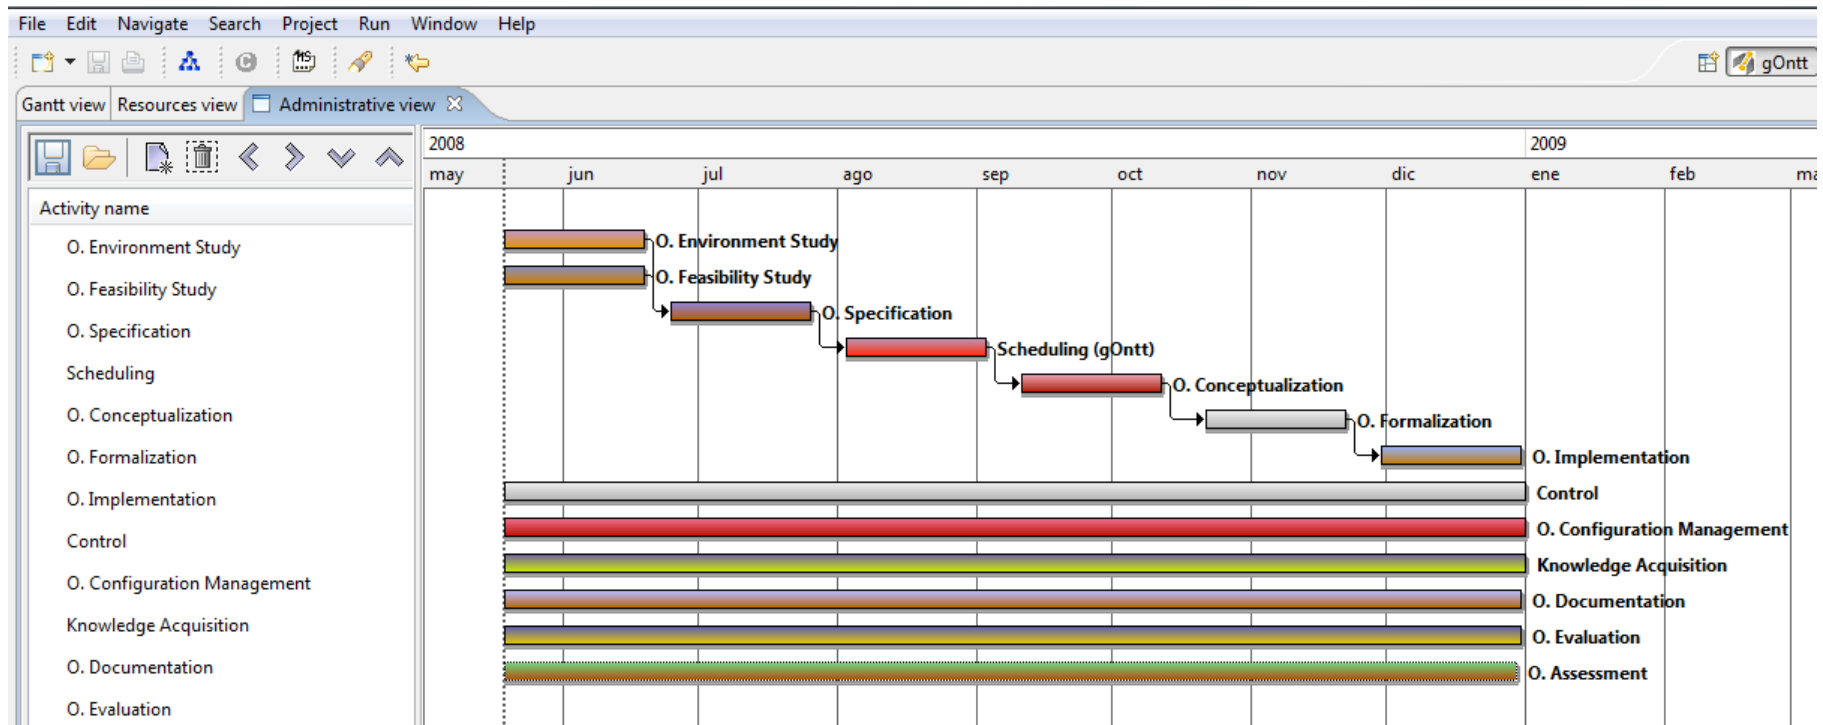 File Edit Navigate Search Project Run Window Help
gOntt
Gantt view Resources view Administrative view
2008 2009
may jun jul ago sep oct nov dic ene feb ma
Activity name
O. Environment Study
O. Feasibility Study
O. Specification
Scheduling
O. Conceptualization
O. Formalization
O. Implementation
Control
O. Configuration Management
Knowledge Acquisition
O. Documentation
O. Evaluation
O. Environment Study
O. Feasibility Study
O. Specification
Scheduling (gOntt)
O. Conceptualization
O. Formalization
O. Implementation
Control
O. Configuration Management
Knowledge Acquisition
O. Documentation
O. Evaluation
O. Assessment